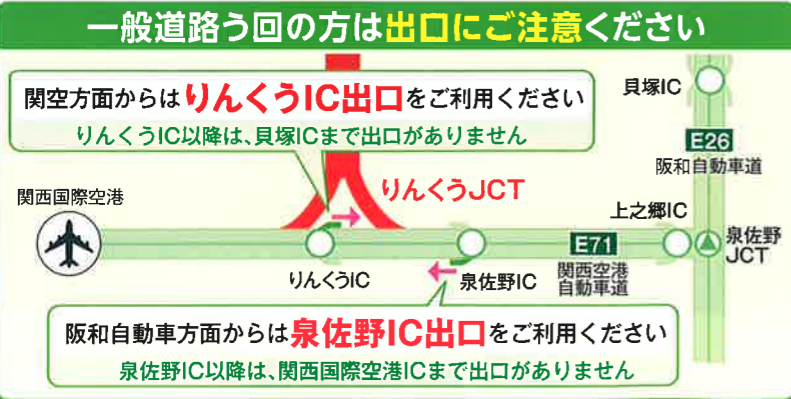 一般道路う回の方は出口にご注意ください
関空方面からはりんくうIC出口をご利用ください
りんくうIC以降は、貝塚ICまで出口がありません
貝塚IC
E26
阪和自動車道
関西国際空港
りんくうJCT
上之郷IC
泉佐野
JCT
りんくうIC
泉佐野IC
E71
関西空港
自動車道
阪和自動車方面からは泉佐野IC出口をご利用ください
泉佐野IC以降は、関西国際空港ICまで出口がありません